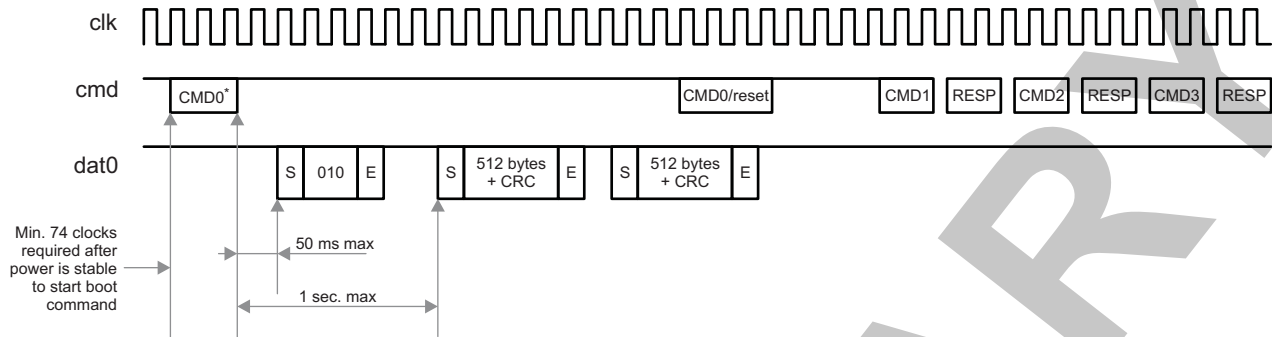 clk
cmd
CMD0*
CMD0/reset
CMD1
RESP
CMD2
RESP
CMD3
RESP
dat0
S
010
E
S
512 bytes
+ CRC
E
S
512 bytes
+ CRC
E
Min. 74 clocks
required after
power is stable
to start boot
command
50 ms max
1 sec. max
R
Y